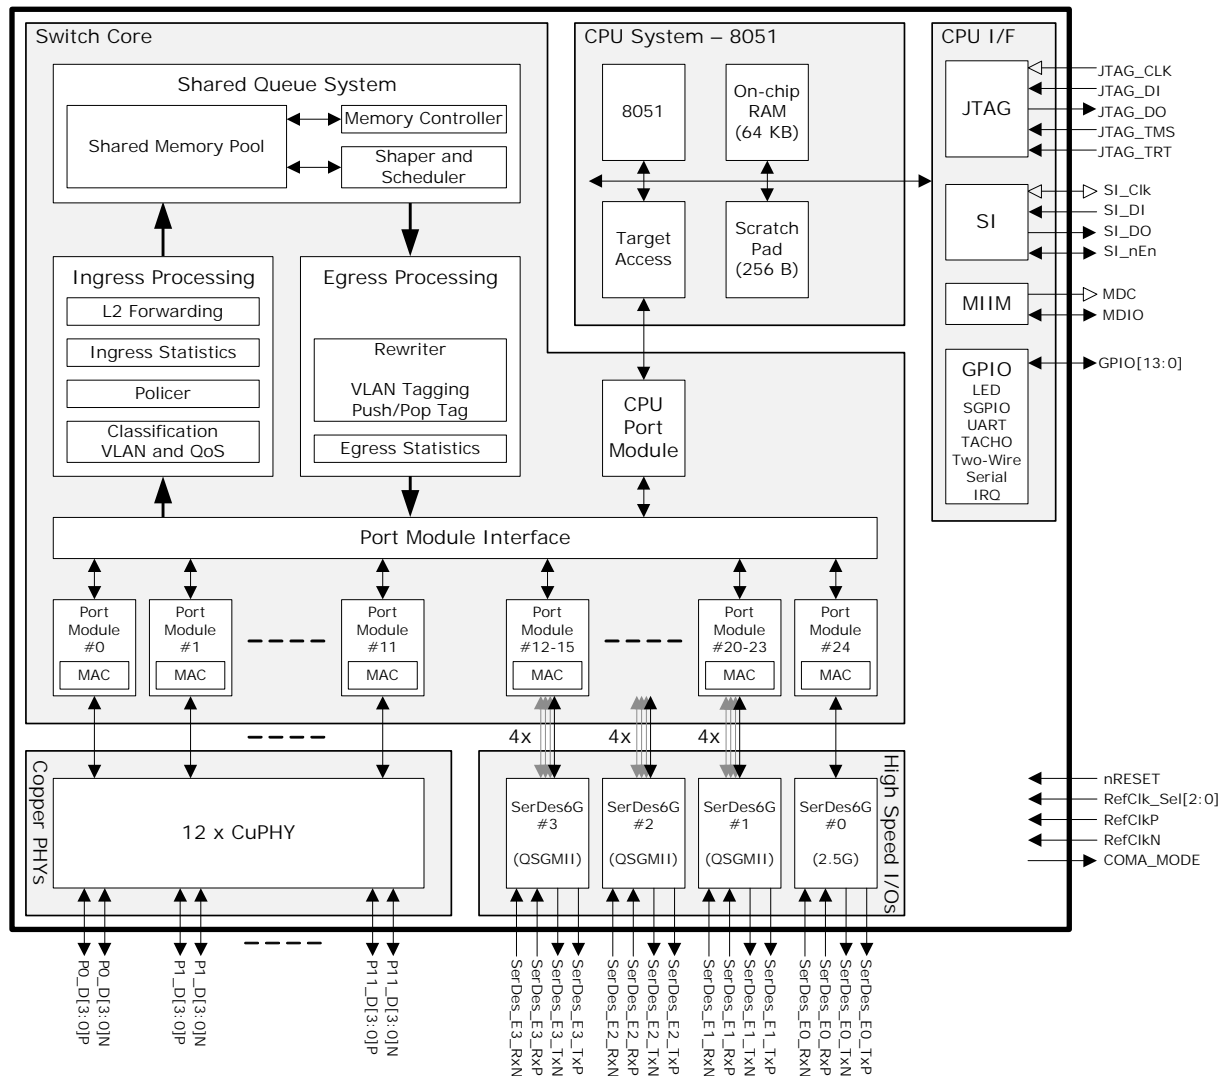 Switch Core
Shared Queue System
Shared Memory Pool
Memory Controller
Shaper and
Scheduler
Ingress Processing
L2 Forwarding
Ingress Statistics
Policer
Classification
VLAN and QoS
Egress Processing
Rewriter
VLAN Tagging
Push/Pop Tag
Egress Statistics
CPU System – 8051
8051
On-chip
RAM
(64 KB)
Target
Access
Scratch
Pad
(256 B)
CPU
Port
Module
CPU I/F
JTAG
JTAG_CLK
JTAG_DI
JTAG_DO
JTAG_TMS
JTAG_TRT
SI
SI_Clk
SI_DI
SI_DO
SI_nEn
MIIM
MDC
MDIO
GPIO
LED
SGPIO
UART
TACHO
Two-Wire
Serial
IRQ
GPIO[13:0]
Port Module Interface
Port
Module
#0
MAC
Port
Module
#1
MAC
Port
Module
#11
MAC
Port
Module
#12-15
MAC
Port
Module
#20-23
MAC
Port
Module
#24
MAC
4x
4x
4x
Copper PHYs
12 x CuPHY
SerDes6G
#3
(QSGMII)
SerDes6G
#2
(QSGMII)
SerDes6G
#1
(QSGMII)
SerDes6G
#0
(2.5G)
High Speed I/Os
nRESET
RefClk_Sel[2:0]
RefClkP
RefClkN
COMA_MODE
P0_D[3:0]P
P0_D[3:0]N
P1_D[3:0]P
P1_D[3:0]N
P11_D[3:0]P
P11_D[3:0]N
SerDes_E3_RxN
SerDes_E3_RxP
SerDes_E3_TxN
SerDes_E3_TxP
SerDes_E2_RxN
SerDes_E2_RxP
SerDes_E2_TxN
SerDes_E2_TxP
SerDes_E1_RxN
SerDes_E1_RxP
SerDes_E1_TxN
SerDes_E1_TxP
SerDes_E0_RxN
SerDes_E0_RxP
SerDes_E0_TxN
SerDes_E0_TxP